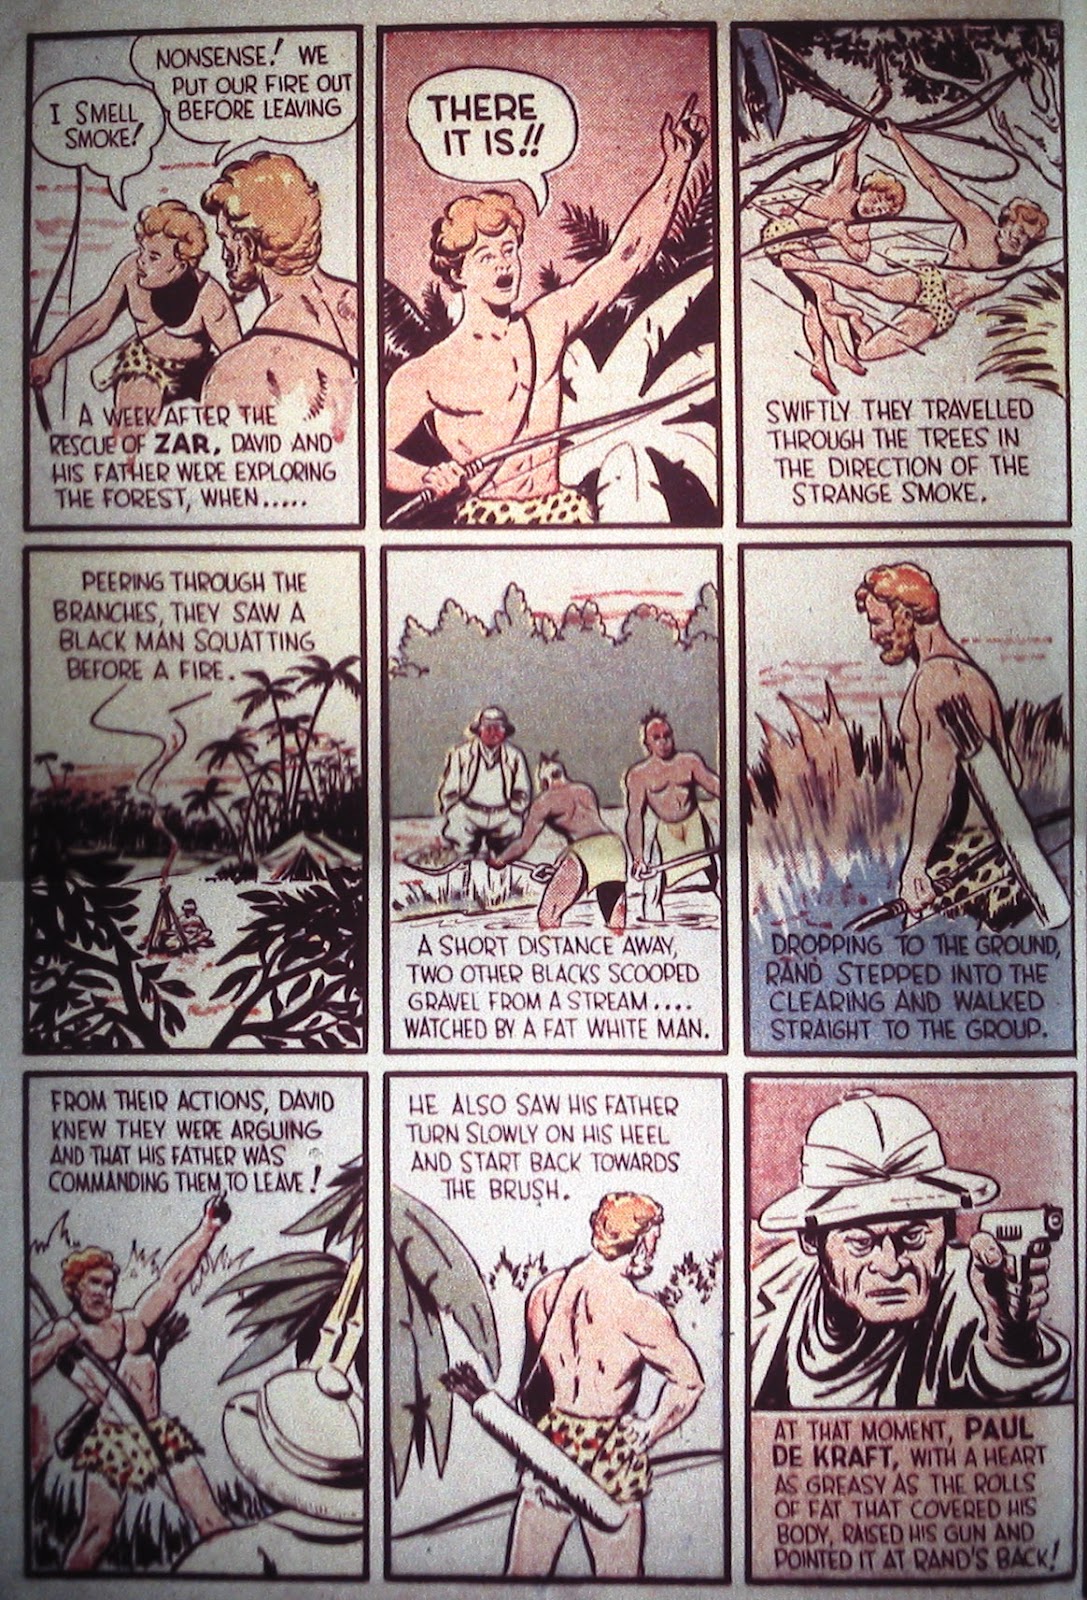 I SMELL
SMOKE!
NONSENSE! WE
PUT OUR FIRE OUT
BEFORE LEAVING
A WEEK AFTER THE
RESCUE OF ZAR, DAVID AND
HIS FATHER WERE EXPLORING
THE FOREST, WHEN.....
THERE
IT IS!!
SWIFTLY THEY TRAVELLED
THROUGH THE TREES IN
THE DIRECTION OF THE
STRANGE SMOKE.
PEERING THROUGH THE
BRANCHES, THEY SAW A
BLACK MAN SQUATTING
BEFORE A FIRE.
A SHORT DISTANCE AWAY,
TWO OTHER BLACKS SCOOPED
GRAVEL FROM A STREAM....
WATCHED BY A FAT WHITE MAN.
DROPPING TO THE GROUND,
RAND STEPPED INTO THE
CLEARING AND WALKED
STRAIGHT TO THE GROUP.
FROM THEIR ACTIONS, DAVID
KNEW THEY WERE ARGUING
AND THAT HIS FATHER WAS
COMMANDING THEM TO LEAVE!
HE ALSO SAW HIS FATHER
TURN SLOWLY ON HIS HEEL
AND START BACK TOWARDS
THE BRUSH.
AT THAT MOMENT, PAUL
DE KRAFT, WITH A HEART
AS GREASY AS THE ROLLS
OF FAT THAT COVERED HIS
BODY, RAISED HIS GUN AND
POINTED IT AT RAND'S BACK!